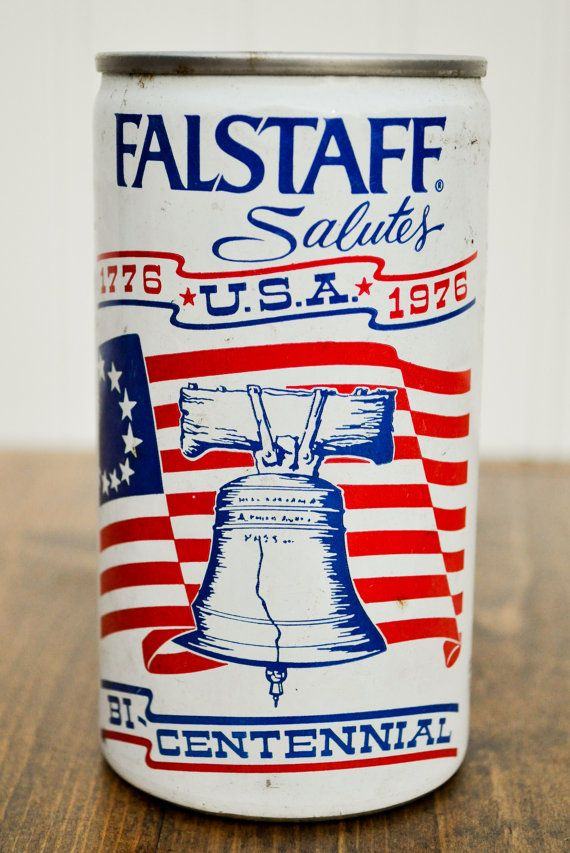 FALSTAFF®
Salutes
1776 U.S.A. 1976
BI-
CENTENNIAL